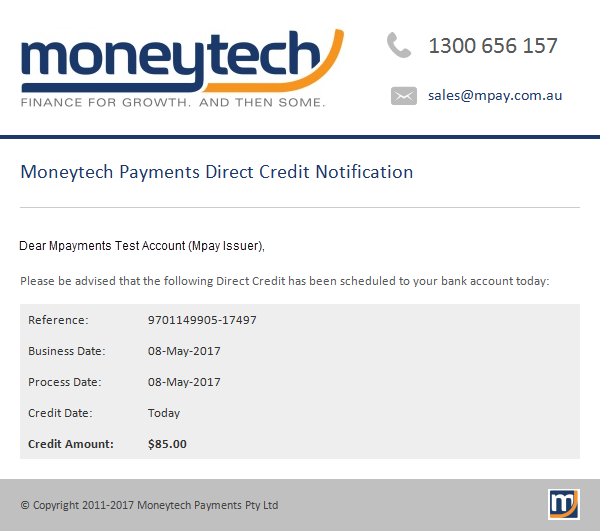 moneytech
FINANCE FOR GROWTH. AND THEN SOME.
1300 656 157
sales@mpay.com.au
Moneytech Payments Direct Credit Notification
Dear Mpayments Test Account (Mpay Issuer),
Please be advised that the following Direct Credit has been scheduled to your bank account today:
Reference: 9701149905-17497
Business Date: 08-May-2017
Process Date: 08-May-2017
Credit Date: Today
Credit Amount: $85.00
© Copyright 2011-2017 Moneytech Payments Pty Ltd
m